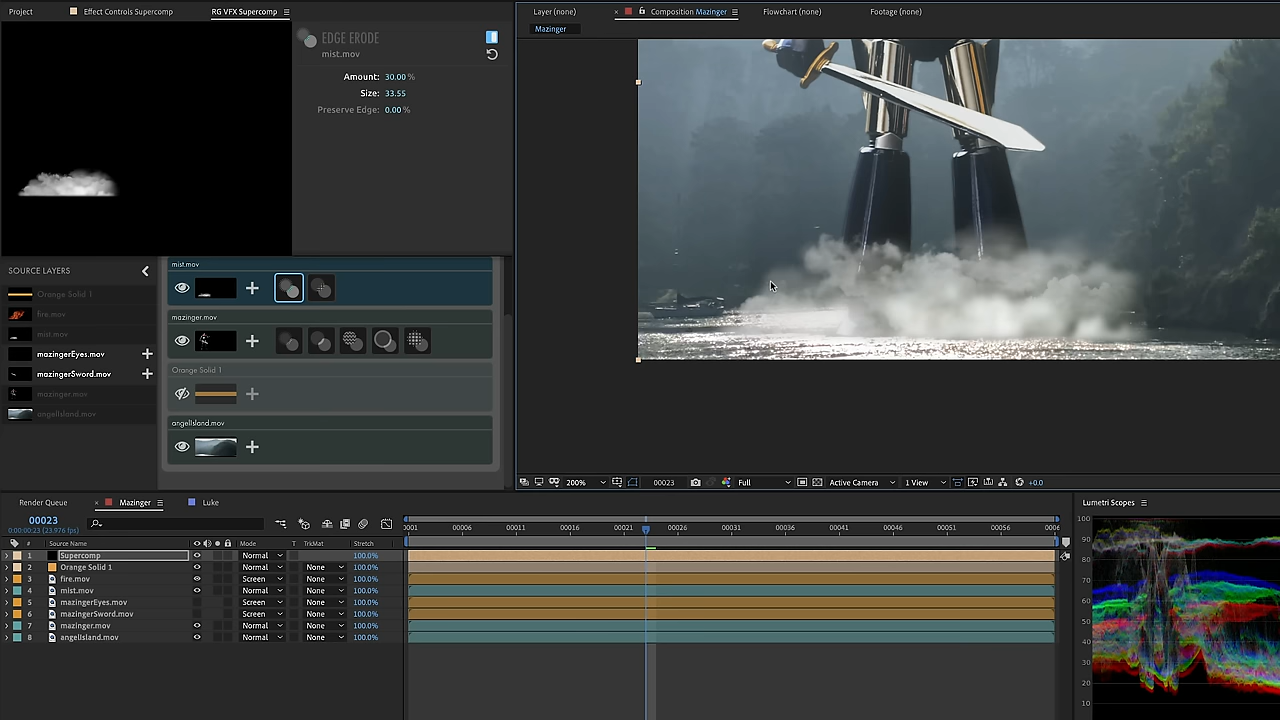 Project
Effect Controls Supercomp
RG VFX Supercomp
EDGE ERODE
mist.mov
Amount: 30.00 %
Size: 33.55
Preserve Edge: 0.00 %
Layer (none)
Composition Mazinger
Flowchart (none)
Footage (none)
Mazinger
SOURCE LAYERS
Orange Solid 1
fire.mov
mist.mov
mazingerEyes.mov
mazingerSword.mov
mazinger.mov
angelIsland.mov
mist.mov
mazinger.mov
Orange Solid 1
angelIsland.mov
200%
00023
Full
Active Camera
1 View
+0.0
Render Queue
Mazinger
Luke
00023
0:00:00:23 (23.976 fps)
0001 00006 00011 00016 00021 00026 00031 00036 00041 00046 00051 00056 0006
# Source Name Mode T TrkMat Stretch
1 Supercomp Normal 100.0%
2 Orange Solid 1 Normal None 100.0%
3 fire.mov Screen None 100.0%
4 mist.mov Normal None 100.0%
5 mazingerEyes.mov Screen None 100.0%
6 mazingerSword.mov Screen None 100.0%
7 mazinger.mov Normal None 100.0%
8 angelIsland.mov Normal None 100.0%
Lumetri Scopes
100
90
80
70
60
50
40
30
20
10